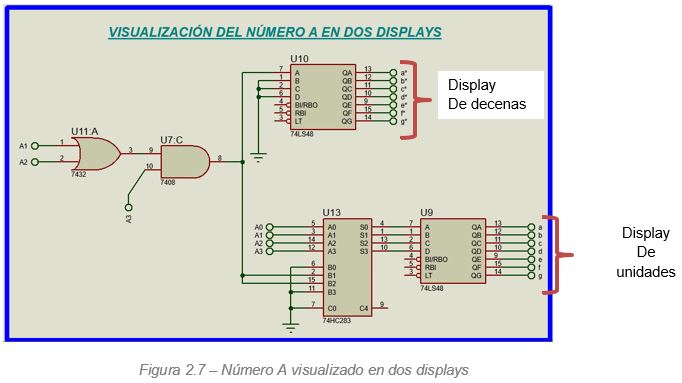 VISUALIZACIÓN DEL NÚMERO A EN DOS DISPLAYS
U10
7 A QA 13 a*
1 B QB 12 b*
2 C QC 11 c*
6 D QD 10 d*
4 BI/RBO QE 9 e*
5 RBI QF 15 f*
3 LT QG 14 g*
74LS48
Display
De decenas
U11:A
A1 1
A2 2
3
7432
U7:C
9
10
8
7408
A3
U13
A0 5 A0 S0 4
A1 3 A1 S1 1
A2 14 A2 S2 13
A3 12 A3 S3 10
6 B0
2 B1
15 B2
11 B3
7 C0 C4 9
74HC283
U9
7 A QA 13 a
1 B QB 12 b
2 C QC 11 c
6 D QD 10 d
4 BI/RBO QE 9 e
5 RBI QF 15 f
3 LT QG 14 g
74LS48
Display
De
unidades
Figura 2.7 – Número A visualizado en dos displays